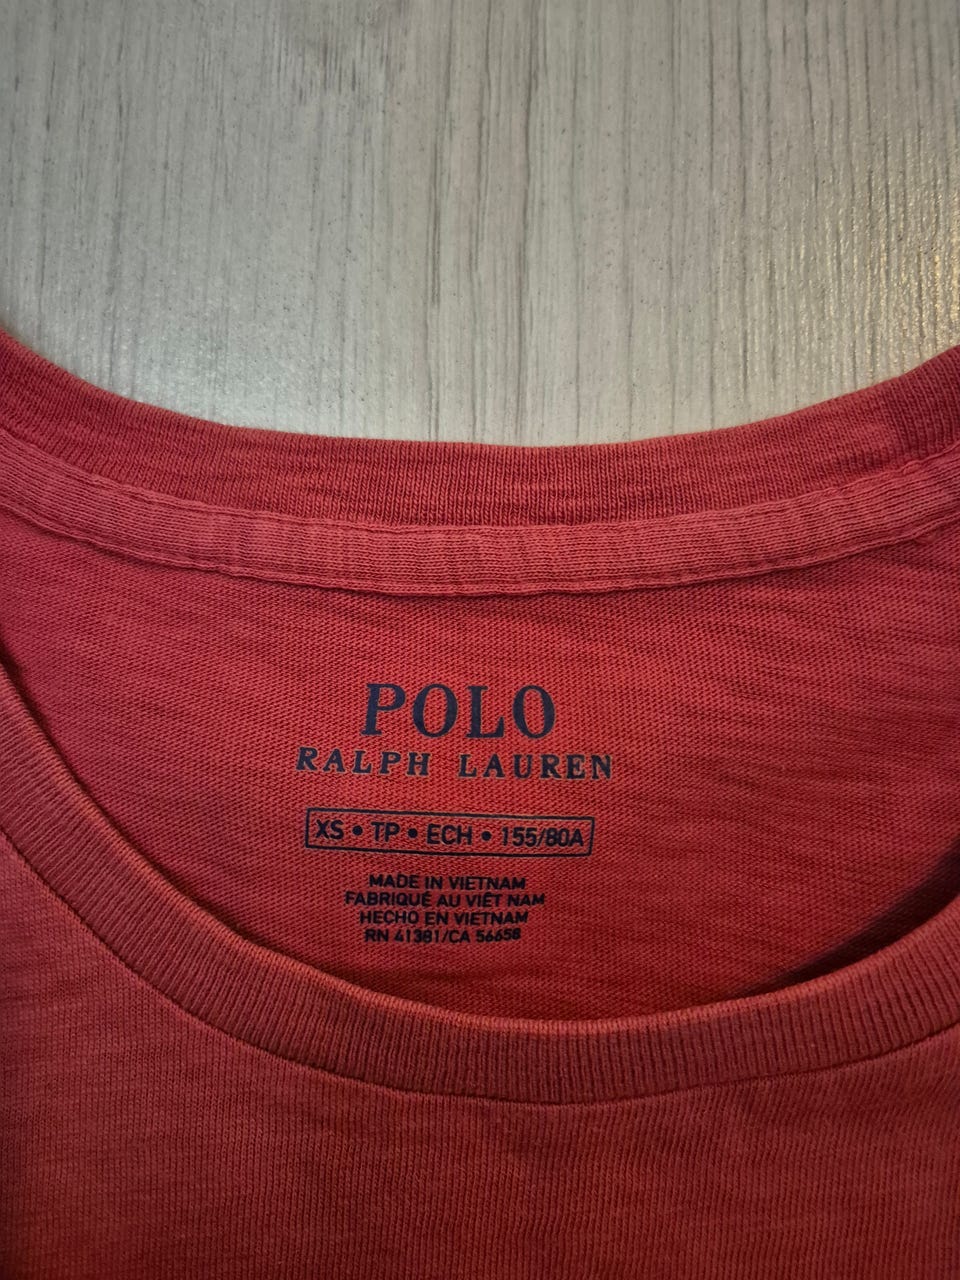 POLO
RALPH LAUREN
XS • TP • ECH • 155/80A
MADE IN VIETNAM
FABRIQUÉ AU VIÊT NAM
HECHO EN VIETNAM
RN 41381/CA 56658